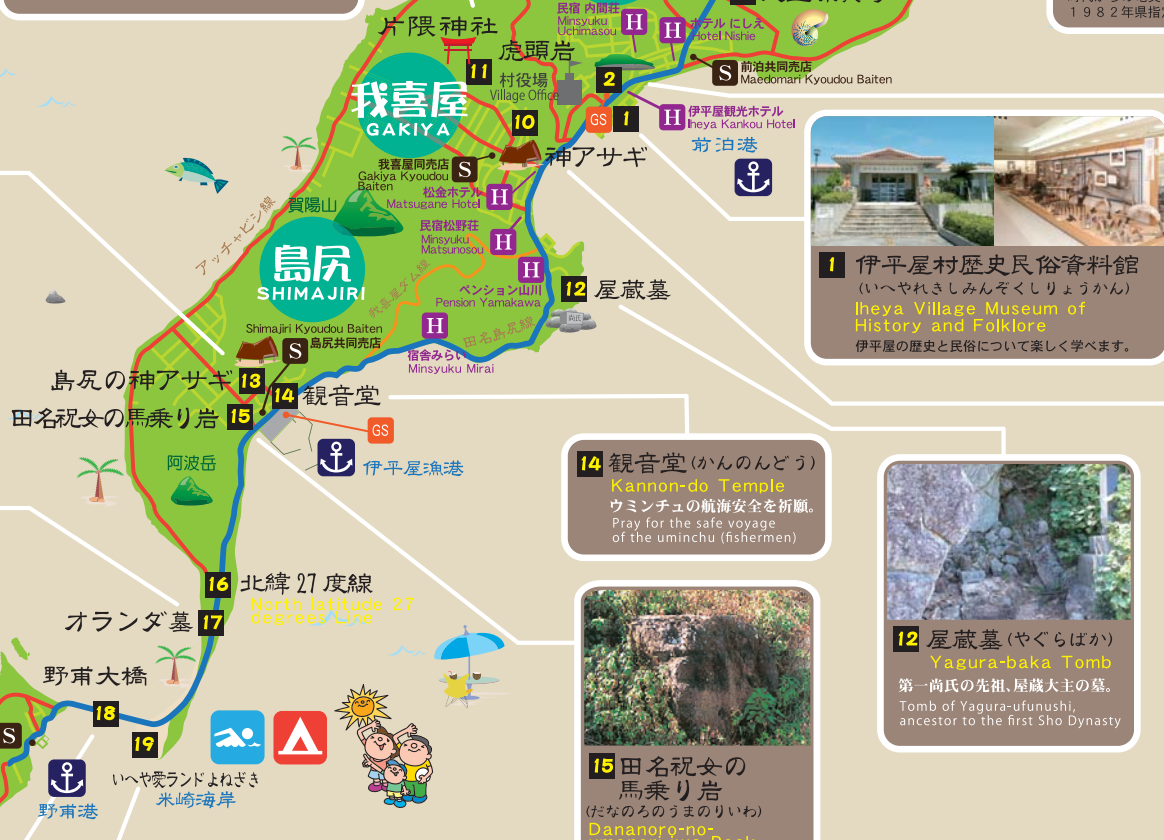 １９８２年県指
片隈神社
虎頭岩
11
村役場
Village Office
民宿 内間荘
Minsyuku
Uchimasou
H
H
ホテル にしえ
Hotel Nishie
2
S
前泊共同売店
Maedomari Kyoudou Baiten
我喜屋
GAKIYA
10
GS
1
H
伊平屋観光ホテル
Iheya Kankou Hotel
前泊港
神アサギ
我喜屋同売店
Gakiya Kyoudou
Baiten
S
松金ホテル
Matsugane Hotel
H
賀陽山
アッチャビシ線
民宿松野荘
Minsyuku
Matsunosou
H
島尻
SHIMAJIRI
H
ペンション山川
Pension Yamakawa
12
屋蔵墓
尚氏
我喜屋ダム線
田名島尻線
H
宿舎みらい
Minsyuku Mirai
Shimajiri Kyoudou Baiten
S
島尻共同売店
島尻の神アサギ
13
14
観音堂
田名祝女の馬乗り岩
15
GS
伊平屋漁港
阿波岳
16
北緯27度線
North latitude 27
degrees Line
オランダ墓
17
野甫大橋
18
19
S
野甫港
いへや愛ランドよねざき
米崎海岸
1
伊平屋村歴史民俗資料館
(いへやれきしみんぞくしりょうかん)
Iheya Village Museum of
History and Folklore
伊平屋の歴史と民俗について楽しく学べます。
14
観音堂(かんのんどう)
Kannon-do Temple
ウミンチュの航海安全を祈願。
Pray for the safe voyage
of the uminchu (fishermen)
12
屋蔵墓(やぐらばか)
Yagura-baka Tomb
第一尚氏の先祖、屋蔵大主の墓。
Tomb of Yagura-ufunushi,
ancestor to the first Sho Dynasty
15
田名祝女の
馬乗り岩
(だなのろのうまのりいわ)
Dananoro-no-